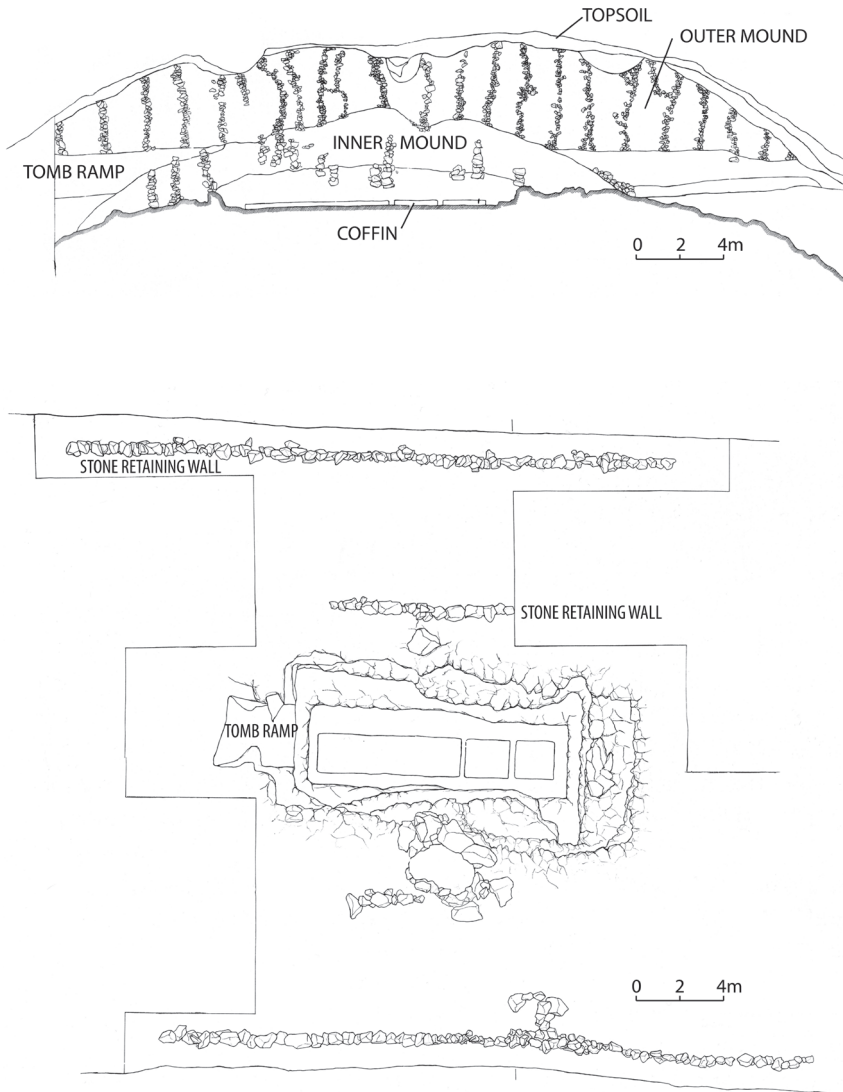 TOPSOIL
OUTER MOUND
INNER MOUND
TOMB RAMP
COFFIN
0 2 4m
STONE RETAINING WALL
STONE RETAINING WALL
TOMB RAMP
0 2 4m